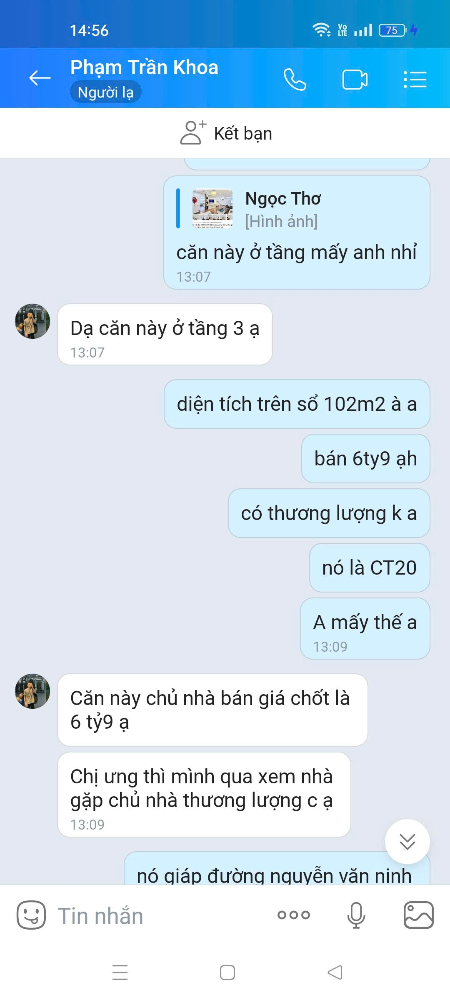 14:56
Vo
LTE
75
Phạm Trần Khoa
Người lạ
Kết bạn
Ngọc Thơ
[Hình ảnh]
căn này ở tầng mấy anh nhỉ
13:07
Dạ căn này ở tầng 3 ạ
13:07
diện tích trên sổ 102m2 à a
bán 6ty9 ạh
có thương lượng k a
nó là CT20
A mấy thế a
13:09
Căn này chủ nhà bán giá chốt là
6 tỷ9 ạ
Chị ưng thì mình qua xem nhà
gặp chủ nhà thương lượng c ạ
13:09
nó giáp đường nguyễn văn ninh
Tin nhắn